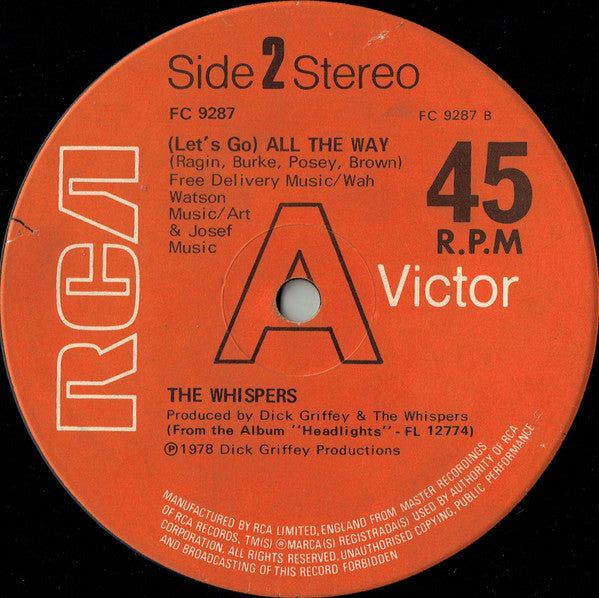 Side 2 Stereo
FC 9287
FC 9287 B
(Let's Go) ALL THE WAY
(Ragin, Burke, Posey, Brown)
Free Delivery Music/Wah
Watson
Music/Art
& Josef
Music
45
R.P.M
RCA
A
Victor
THE WHISPERS
Produced by Dick Griffey & The Whispers
(From the Album "Headlights" - FL 12774)
℗1978 Dick Griffey Productions
MANUFACTURED BY RCA LIMITED, ENGLAND FROM MASTER RECORDINGS
OF RCA RECORDS. TM(S) ® MARCA(S) REGISTRADA(S) USED BY AUTHORITY OF RCA
CORPORATION. ALL RIGHTS RESERVED. UNAUTHORISED COPYING, PUBLIC PERFORMANCE
AND BROADCASTING OF THIS RECORD FORBIDDEN